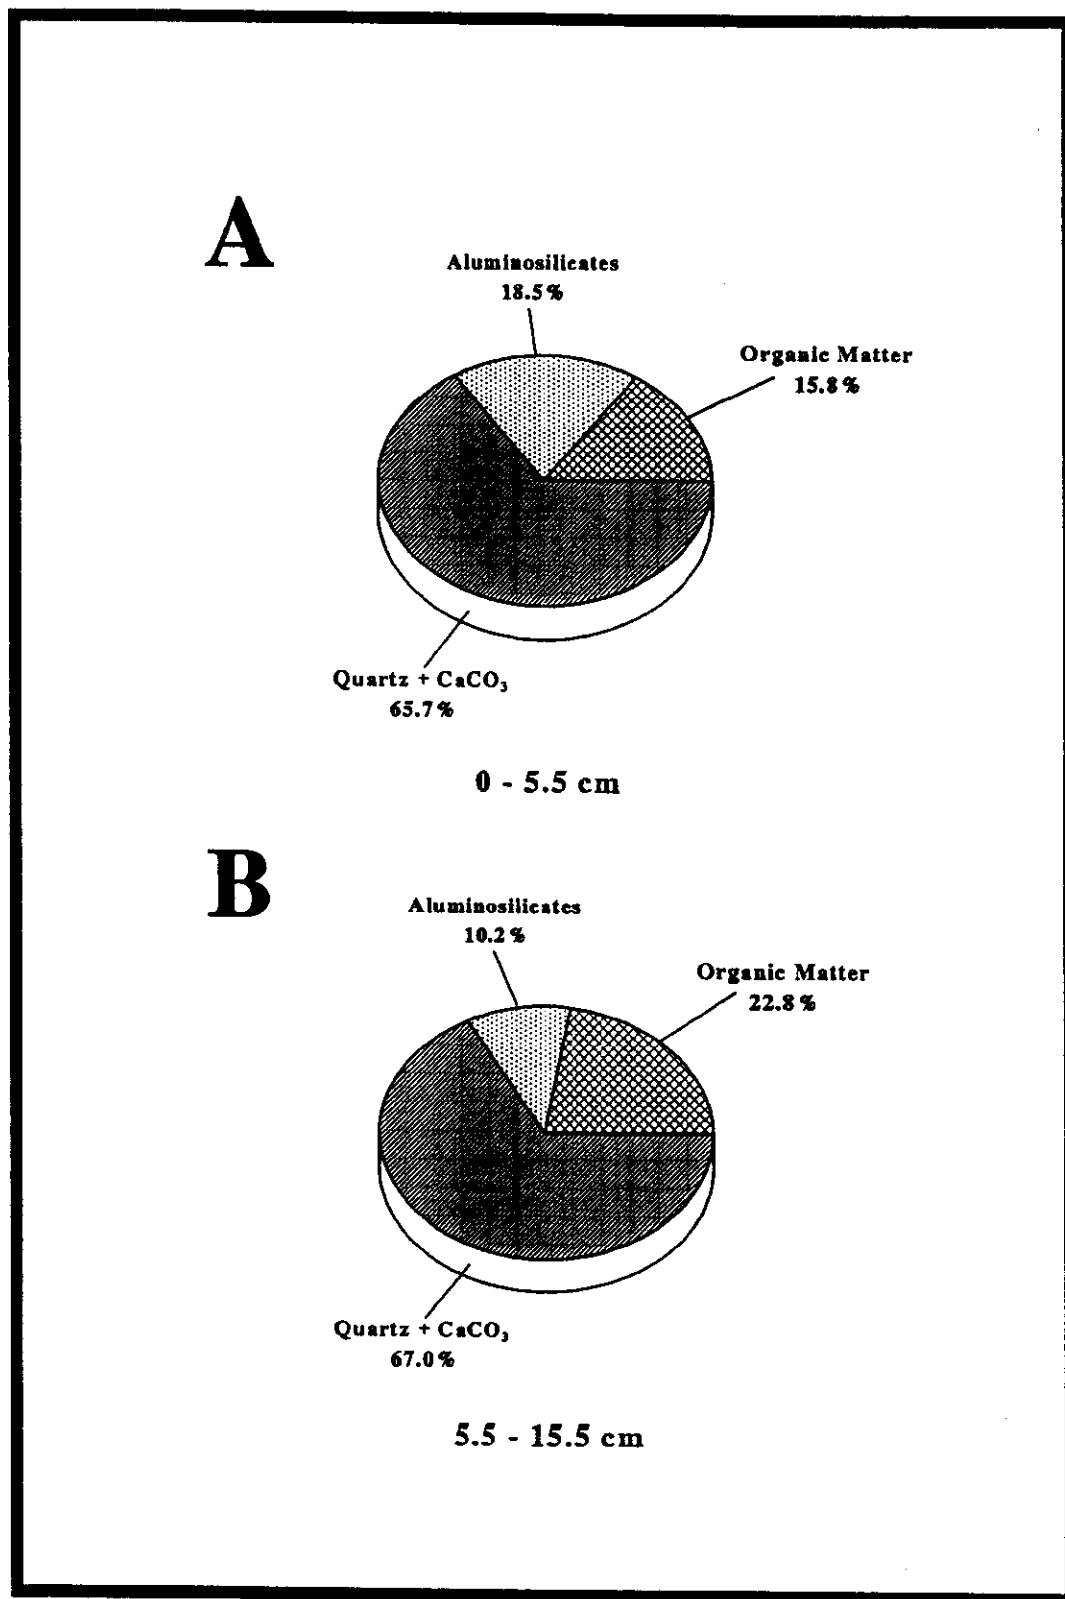 A
Aluminosilicates
18.5%
Organic Matter
15.8%
Quartz + CaCO₃
65.7%
0 - 5.5 cm
B
Aluminosilicates
10.2%
Organic Matter
22.8%
Quartz + CaCO₃
67.0%
5.5 - 15.5 cm